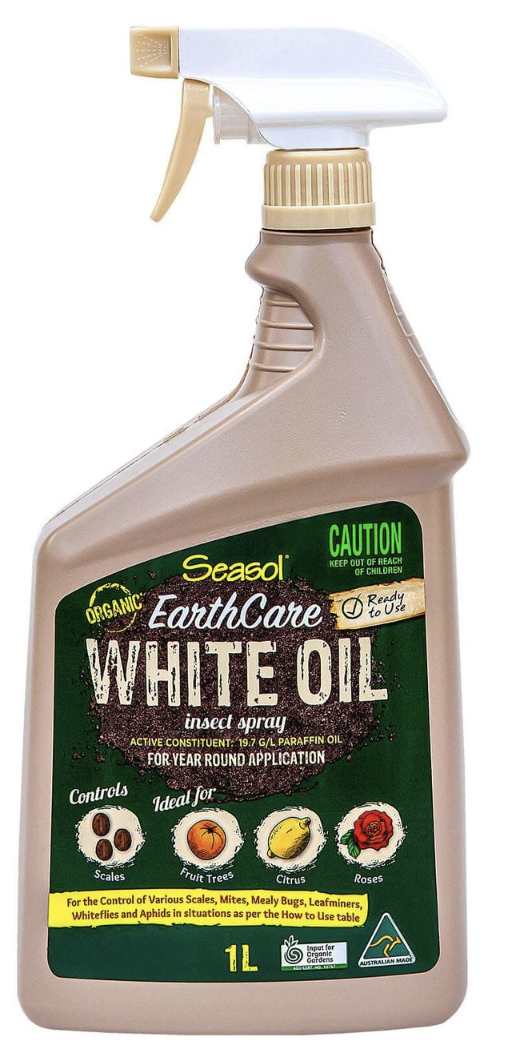 CAUTION
KEEP OUT OF REACH
OF CHILDREN
Seasol®
ORGANIC
EarthCare
Ready
to Use
WHITE OIL
insect spray
ACTIVE CONSTITUENT: 19.7 G/L PARAFFIN OIL
FOR YEAR ROUND APPLICATION
Controls
Ideal for
Scales
Fruit Trees
Citrus
Roses
For the Control of Various Scales, Mites, Mealy Bugs, Leafminers,
Whiteflies and Aphids in situations as per the How to Use table
1L
Input for
Organic
Gardens
AUSTRALIAN MADE